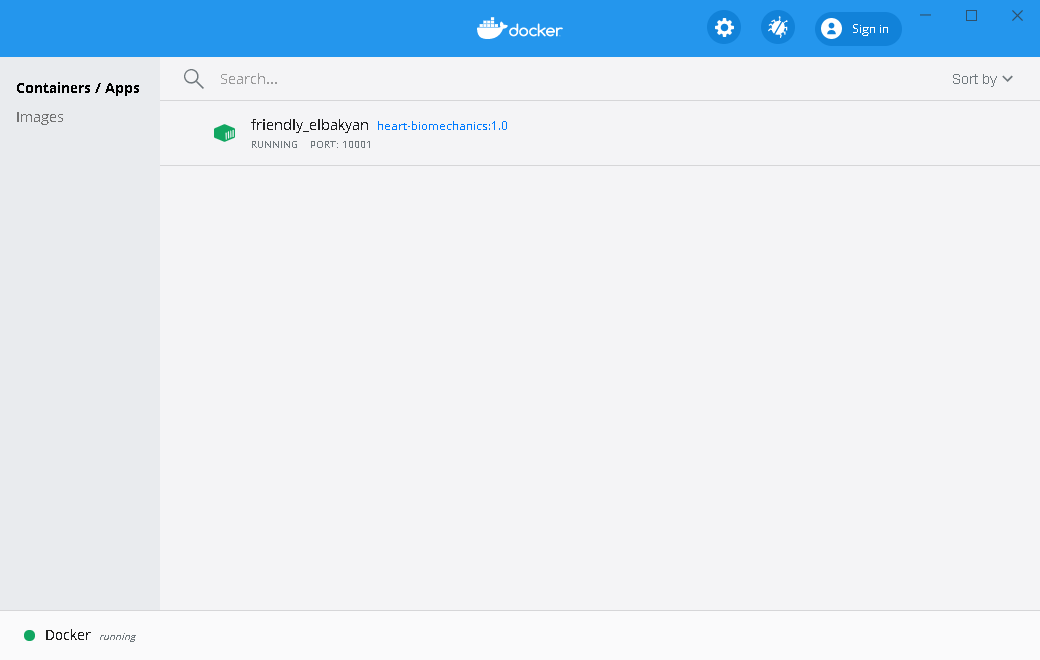 docker
Sign in
Containers / Apps
Images
Search...
Sort by
friendly_elbakyan heart-biomechanics:1.0
RUNNING PORT: 10001
Docker running